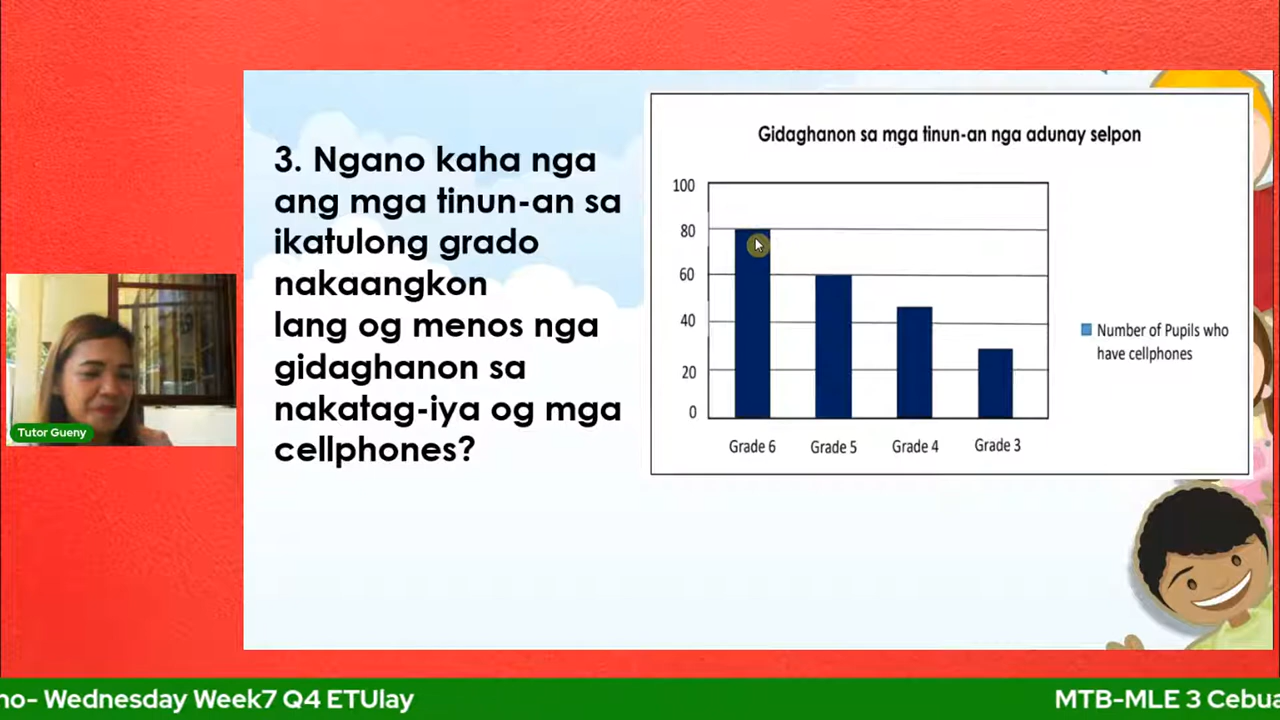 3. Ngano kaha nga
ang mga tinun-an sa
ikatulong grado
nakaangkon
lang og menos nga
gidaghanon sa
nakatag-iya og mga
cellphones?
Gidaghanon sa mga tinun-an nga adunay selpon
100
80
60
40
20
0
Grade 6 Grade 5 Grade 4 Grade 3
Number of Pupils who
have cellphones
Tutor Gueny
no- Wednesday Week7 Q4 ETUlay
MTB-MLE 3 Cebua